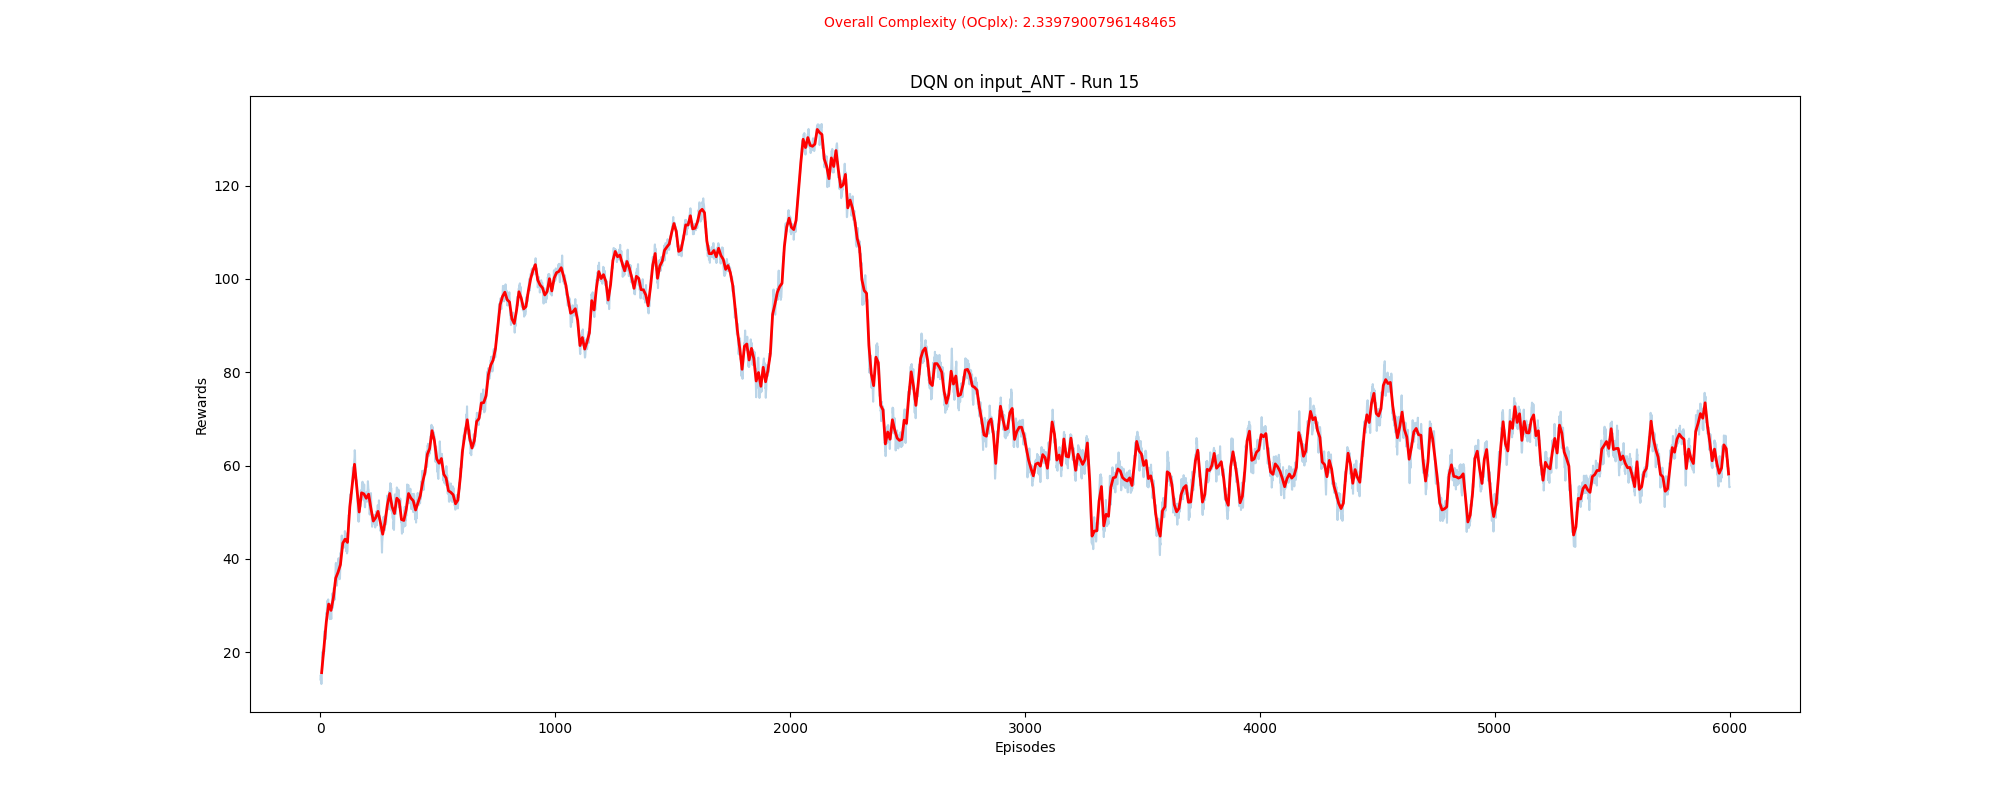 Overall Complexity (OCplx): 2.3397900796148465
DQN on input_ANT - Run 15
Rewards
120
100
80
60
40
20
0 1000 2000 3000 4000 5000 6000
Episodes